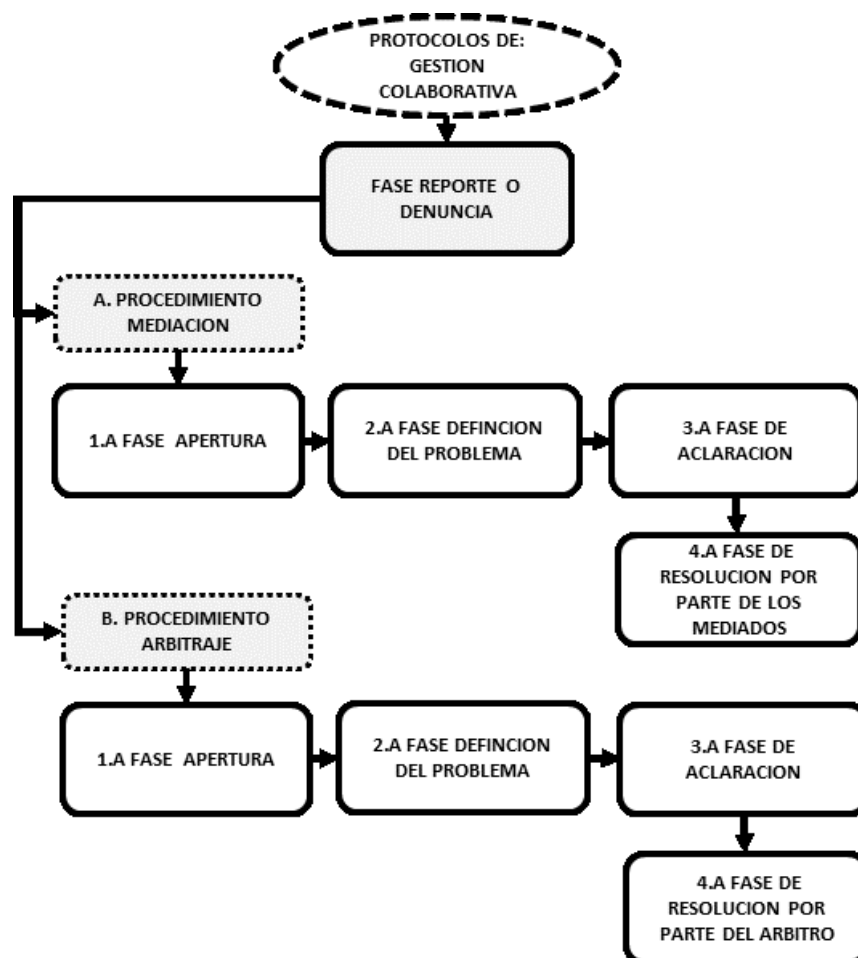 PROTOCOLOS DE:
GESTION
COLABORATIVA
FASE REPORTE O
DENUNCIA
A. PROCEDIMIENTO
MEDIACION
1.A FASE APERTURA
2.A FASE DEFINCION
DEL PROBLEMA
3.A FASE DE
ACLARACION
4.A FASE DE
RESOLUCION POR
PARTE DE LOS
MEDIADOS
B. PROCEDIMIENTO
ARBITRAJE
1.A FASE APERTURA
2.A FASE DEFINCION
DEL PROBLEMA
3.A FASE DE
ACLARACION
4.A FASE DE
RESOLUCION POR
PARTE DEL ARBITRO